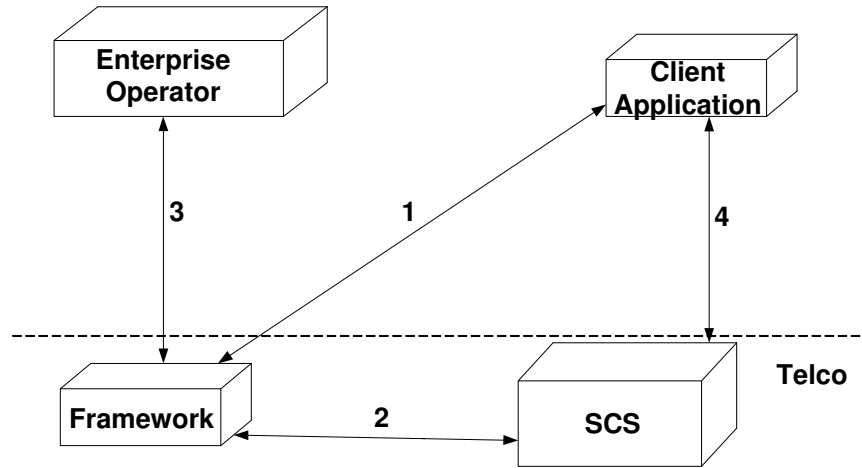 Enterprise
Operator
Client
Application
3
1
4
Telco
Framework
2
SCS